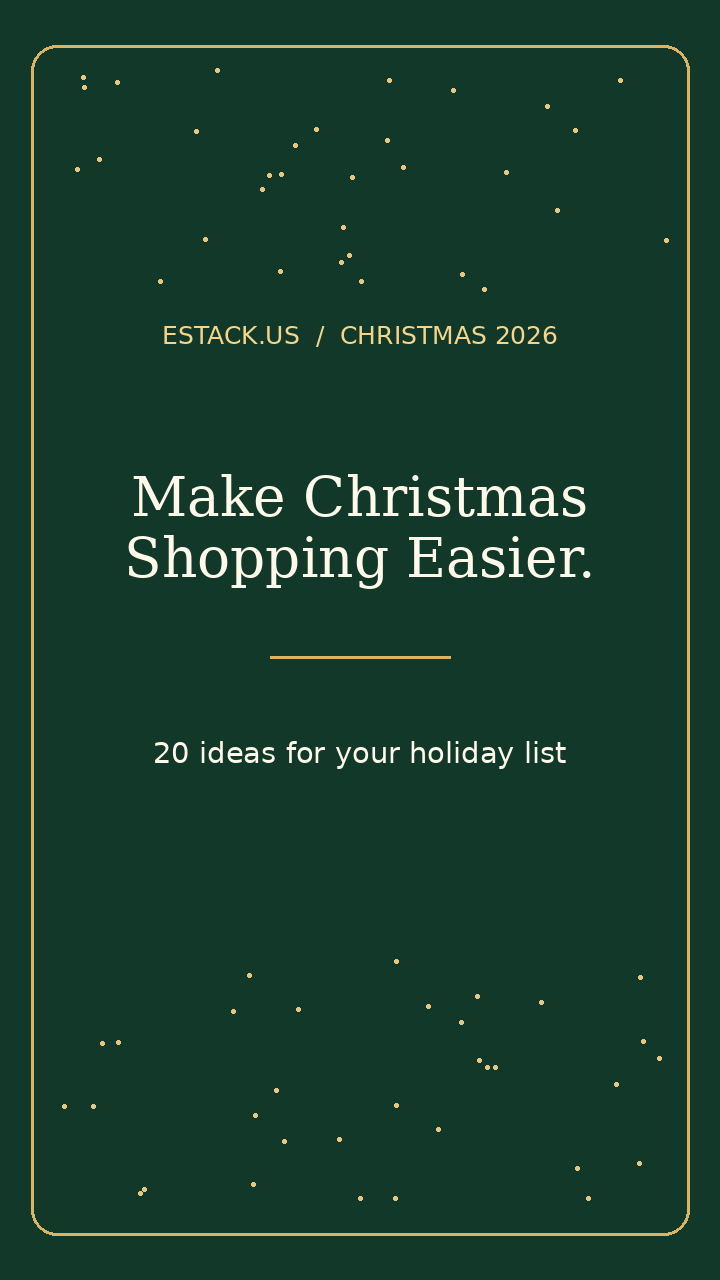 ESTACK.US / CHRISTMAS 2026
Make Christmas
Shopping Easier.
20 ideas for your holiday list